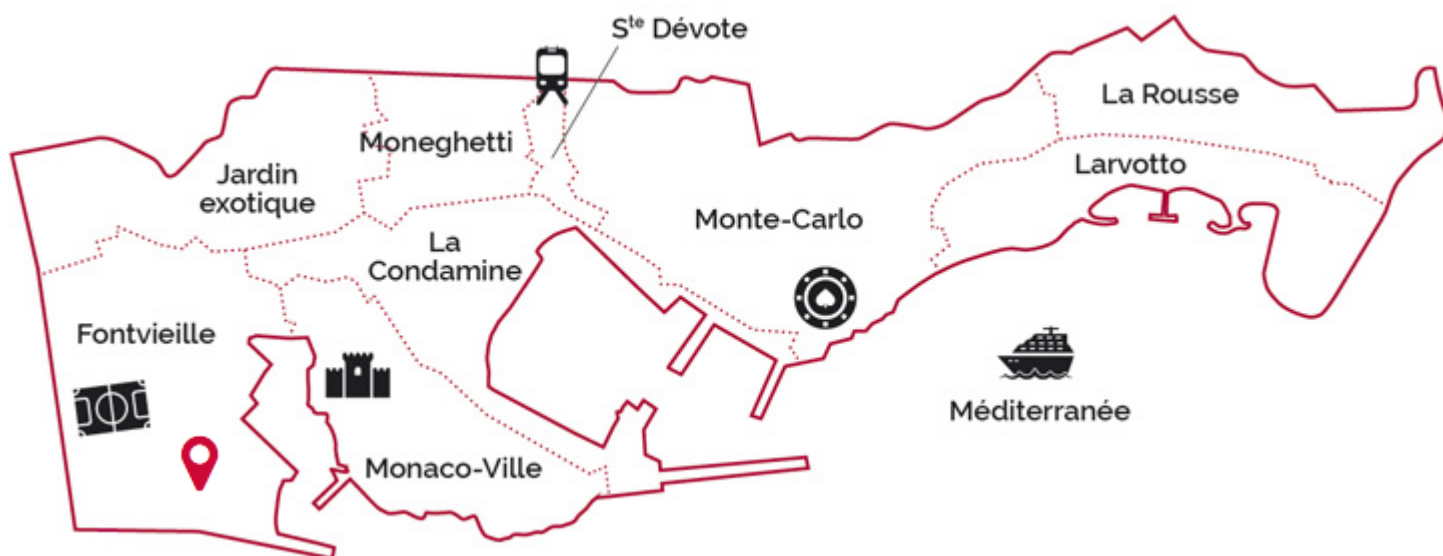 Sᵗᵉ Dévote
La Rousse
Moneghetti
Larvotto
Jardin
exotique
Monte-Carlo
La
Condamine
Fontvieille
Méditerranée
Monaco-Ville